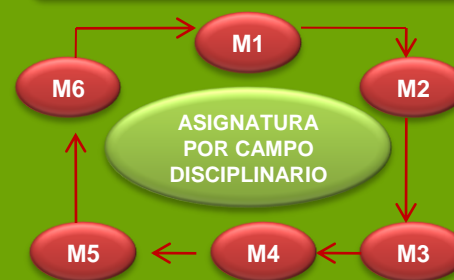 M1
M6
M2
ASIGNATURA
POR CAMPO
DISCIPLINARIO
M5
M4
M3